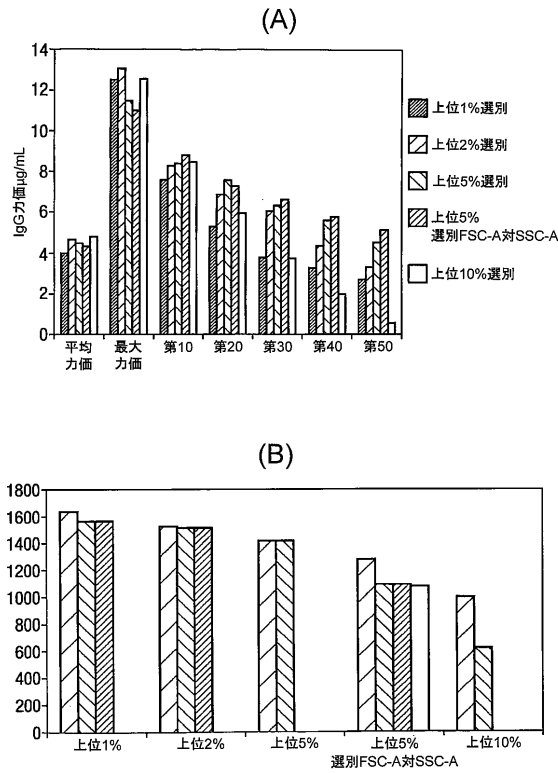 (A)
IgG力価μg/mL
14
12
10
8
6
4
2
0
平均
力価
最大
力価
第10
第20
第30
第40
第50
上位1%選別
上位2%選別
上位5%選別
上位5%
選別FSC-A対SSC-A
上位10%選別
(B)
1800
1600
1400
1200
1000
800
600
400
200
0
上位1%
上位2%
上位5%
上位5%
選別FSC-A対SSC-A
上位10%